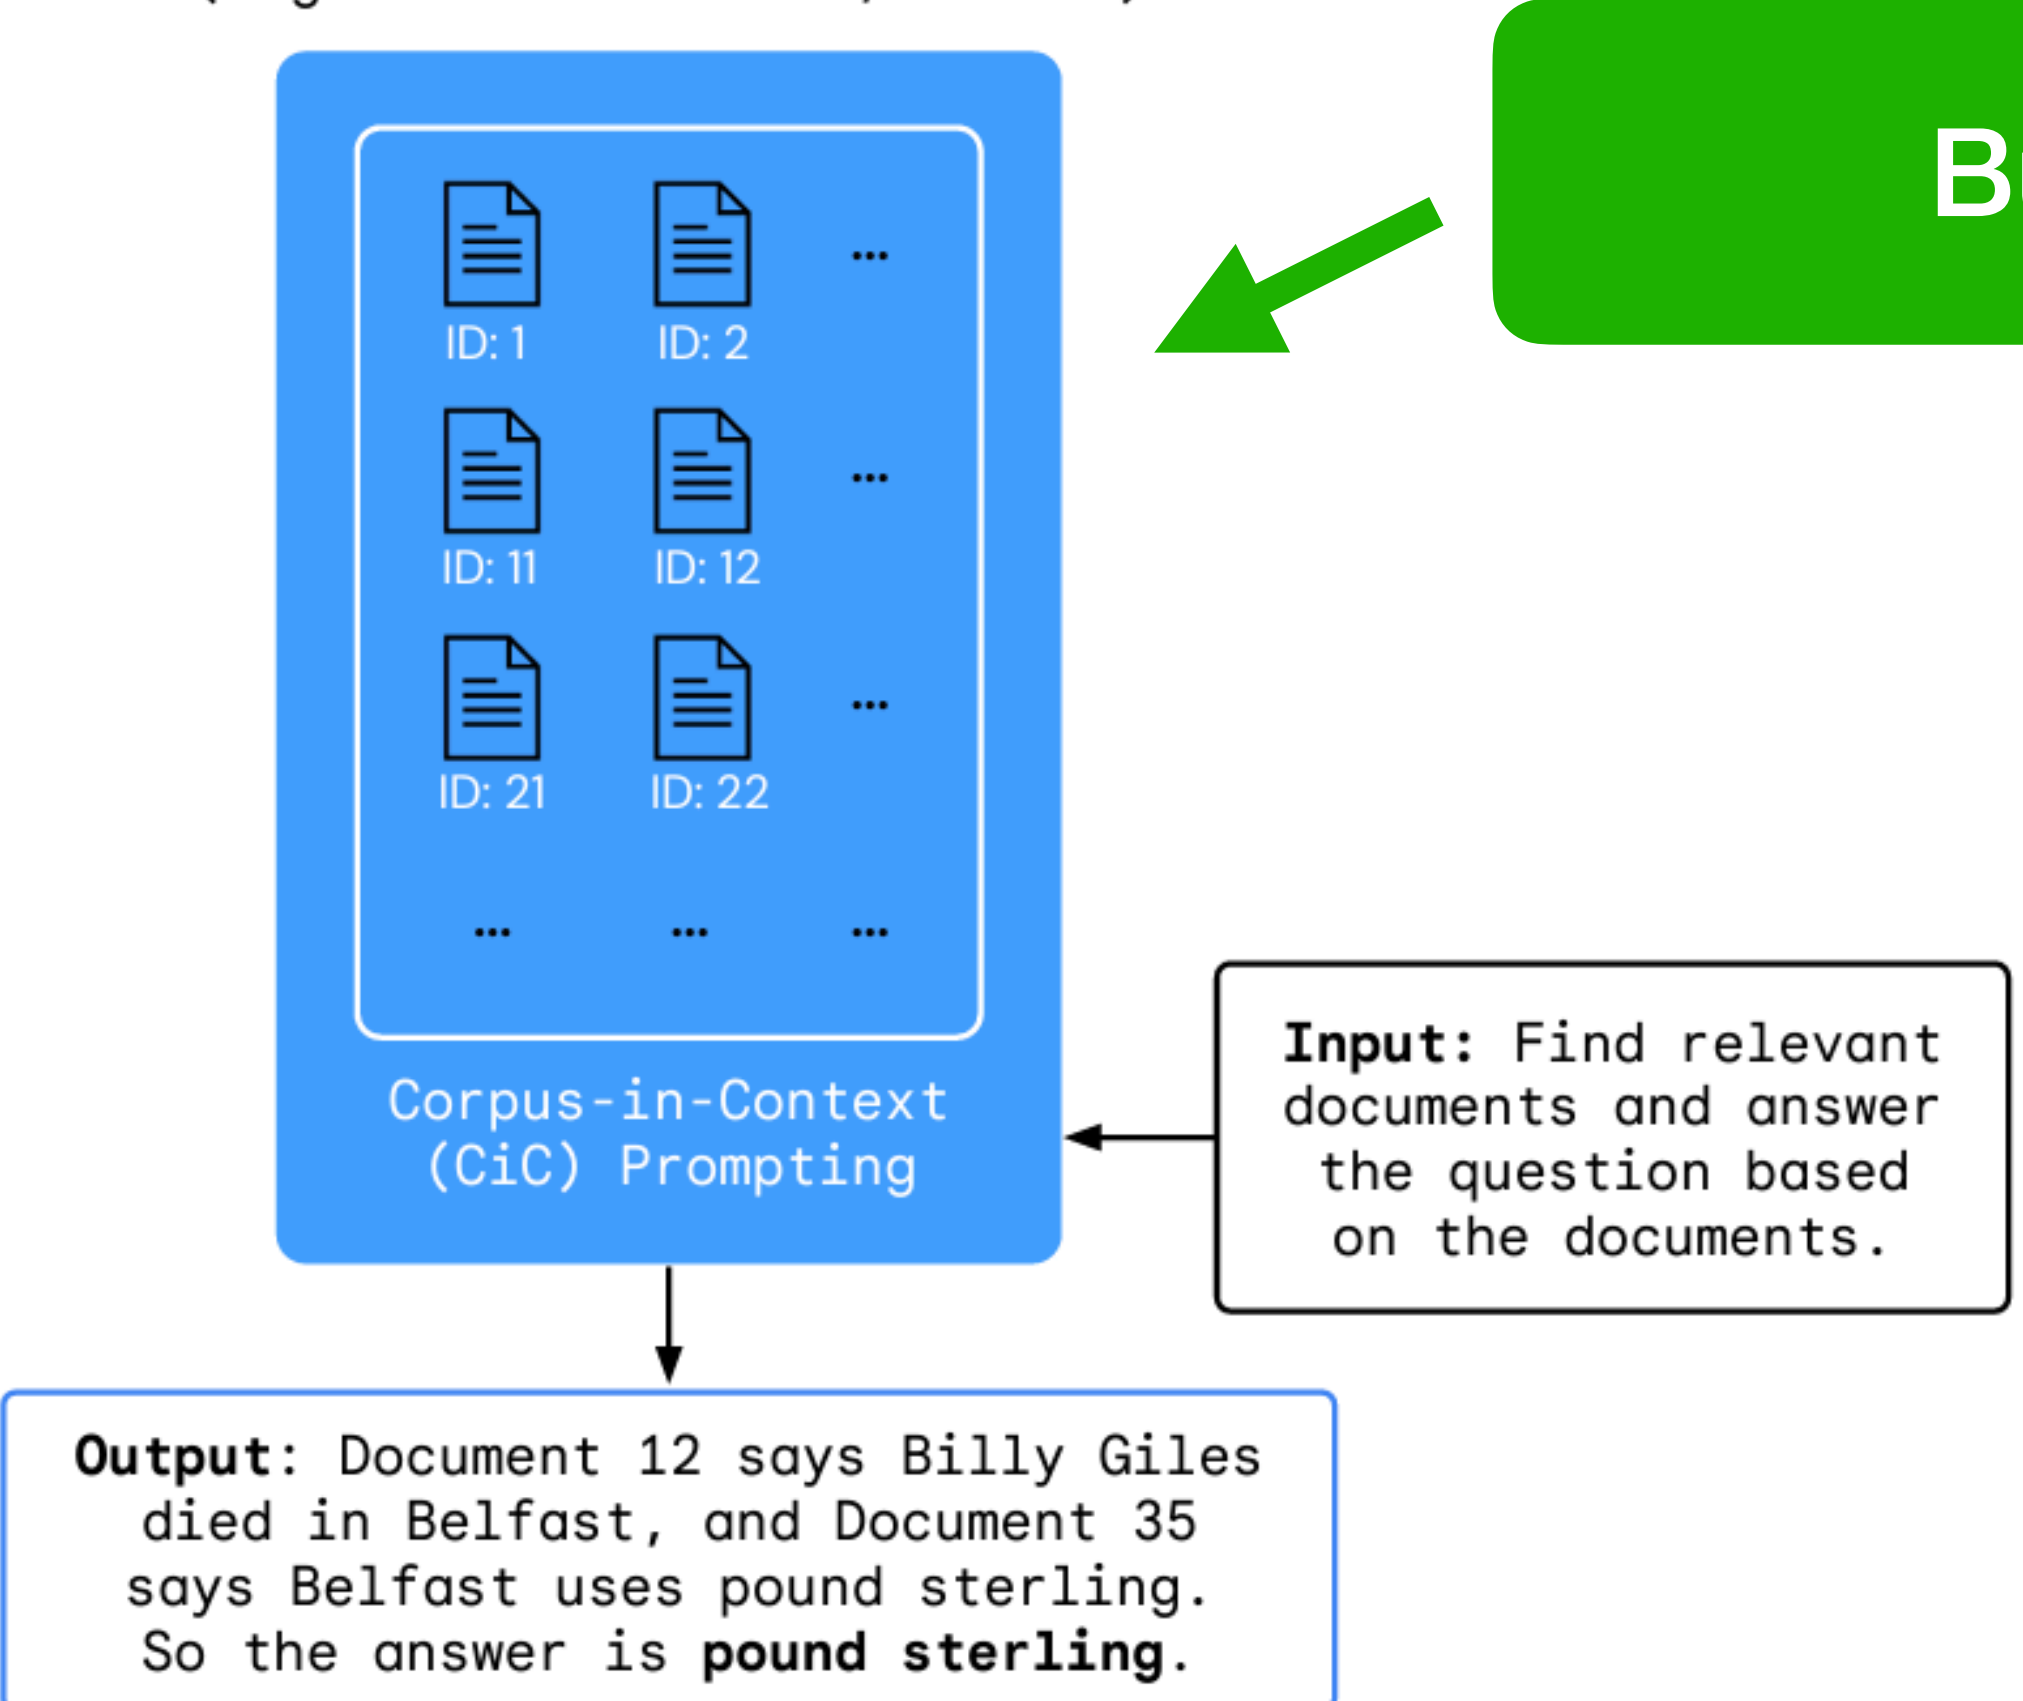 ID: 1 ID: 2 ...
ID: 11 ID: 12 ...
ID: 21 ID: 22 ...
... ... ...
Corpus-in-Context
(CiC) Prompting
Input: Find relevant
documents and answer
the question based
on the documents.
Output: Document 12 says Billy Giles
died in Belfast, and Document 35
says Belfast uses pound sterling.
So the answer is pound sterling.